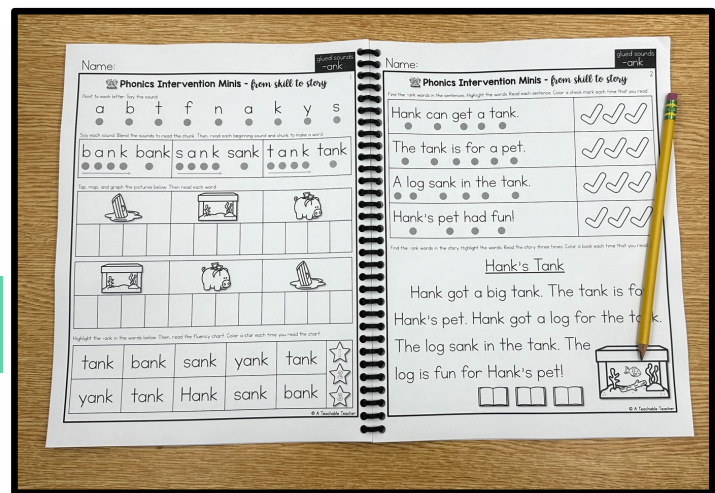 Name:
glued sounds
-ank
1
Phonics Intervention Minis - from skill to story
Point to each letter. Say the sound.
a b t f n a k y s
Say each sound. Blend the sounds to read the chunk. Then, read each beginning sound and chunk to make a word.
bank bank sank sank tank tank
Tap, map, and graph the pictures below. Then read each word.
Highlight the -ank in the words below. Then, read the fluency chart. Color a star each time you read the chart.
tank bank sank yank tank
yank tank Hank sank bank
© A Teachable Teacher
Name:
glued sounds
-ank
2
Phonics Intervention Minis - from skill to story
Find the -ank words in the sentences. Highlight the words. Read each sentence. Color a check mark each time that you read.
Hank can get a tank.
The tank is for a pet.
A log sank in the tank.
Hank's pet had fun!
Find the -ank words in the story. Highlight the words. Read the story three times. Color a book each time that you read.
Hank's Tank
Hank got a big tank. The tank is fo
Hank's pet. Hank got a log for the tank.
The log sank in the tank. The
log is fun for Hank's pet!
© A Teachable Teacher